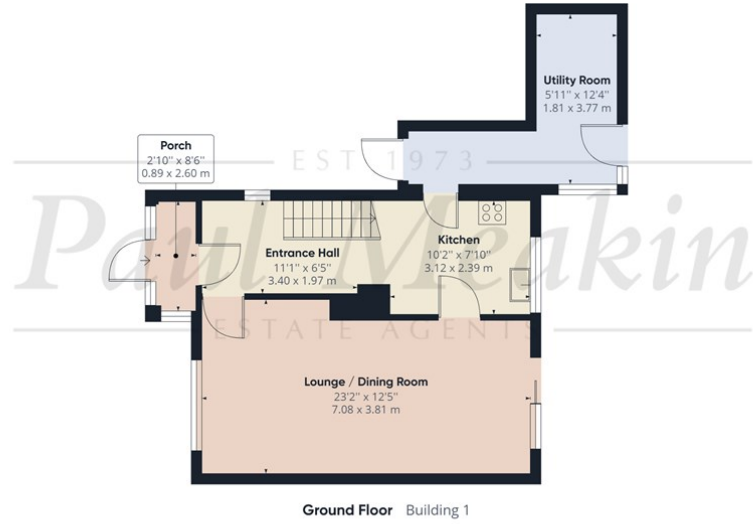 Utility Room
5'11" x 12'4"
1.81 x 3.77 m
Porch
2'10" x 8'6"
0.89 x 2.60 m
EST 1973
Paul Meakin
ESTATE AGENTS
Entrance Hall
11'1" x 6'5"
3.40 x 1.97 m
Kitchen
10'2" x 7'10"
3.12 x 2.39 m
Lounge / Dining Room
23'2" x 12'5"
7.08 x 3.81 m
Ground Floor Building 1